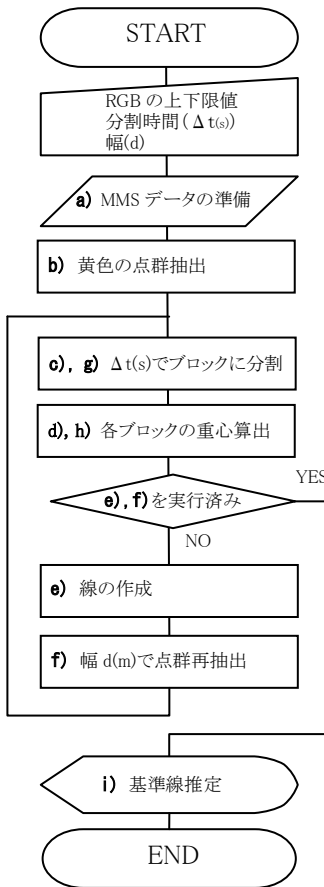 START
RGB の上下限値
分割時間(Δt(s))
幅(d)
a) MMS データの準備
b) 黄色の点群抽出
c), g) Δt(s)でブロックに分割
d), h) 各ブロックの重心算出
YES
e), f)を実行済み
NO
e) 線の作成
f) 幅 d(m)で点群再抽出
i) 基準線推定
END